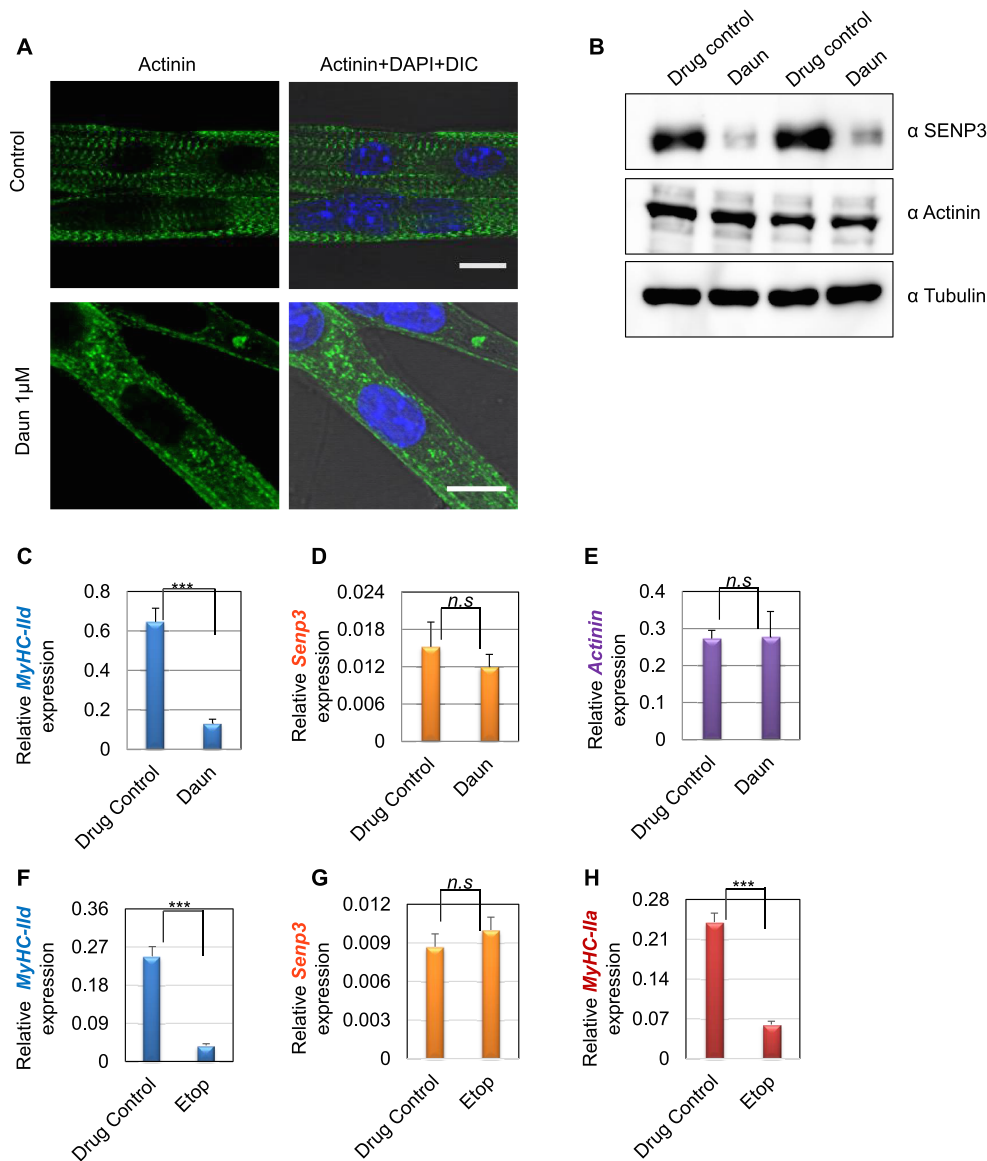 A
Actinin
Actinin+DAPI+DIC
Control
Daun 1µM
B
Drug control
Daun
Drug control
Daun
α SENP3
α Actinin
α Tubulin
C
Relative MyHC-IId
expression
0.8
0.6
0.4
0.2
0
***
Drug Control
Daun
D
Relative Senp3
expression
0.024
0.018
0.012
0.006
0
n.s
Drug Control
Daun
E
Relative Actinin
expression
0.4
0.3
0.2
0.1
0
n.s
Drug Control
Daun
F
Relative MyHC-IId
expression
0.36
0.27
0.18
0.09
0
***
Drug Control
Etop
G
Relative Senp3
expression
0.012
0.009
0.006
0.003
0
n.s
Drug Control
Etop
H
Relative MyHC-IIa
expression
0.28
0.21
0.14
0.07
0
***
Drug Control
Etop